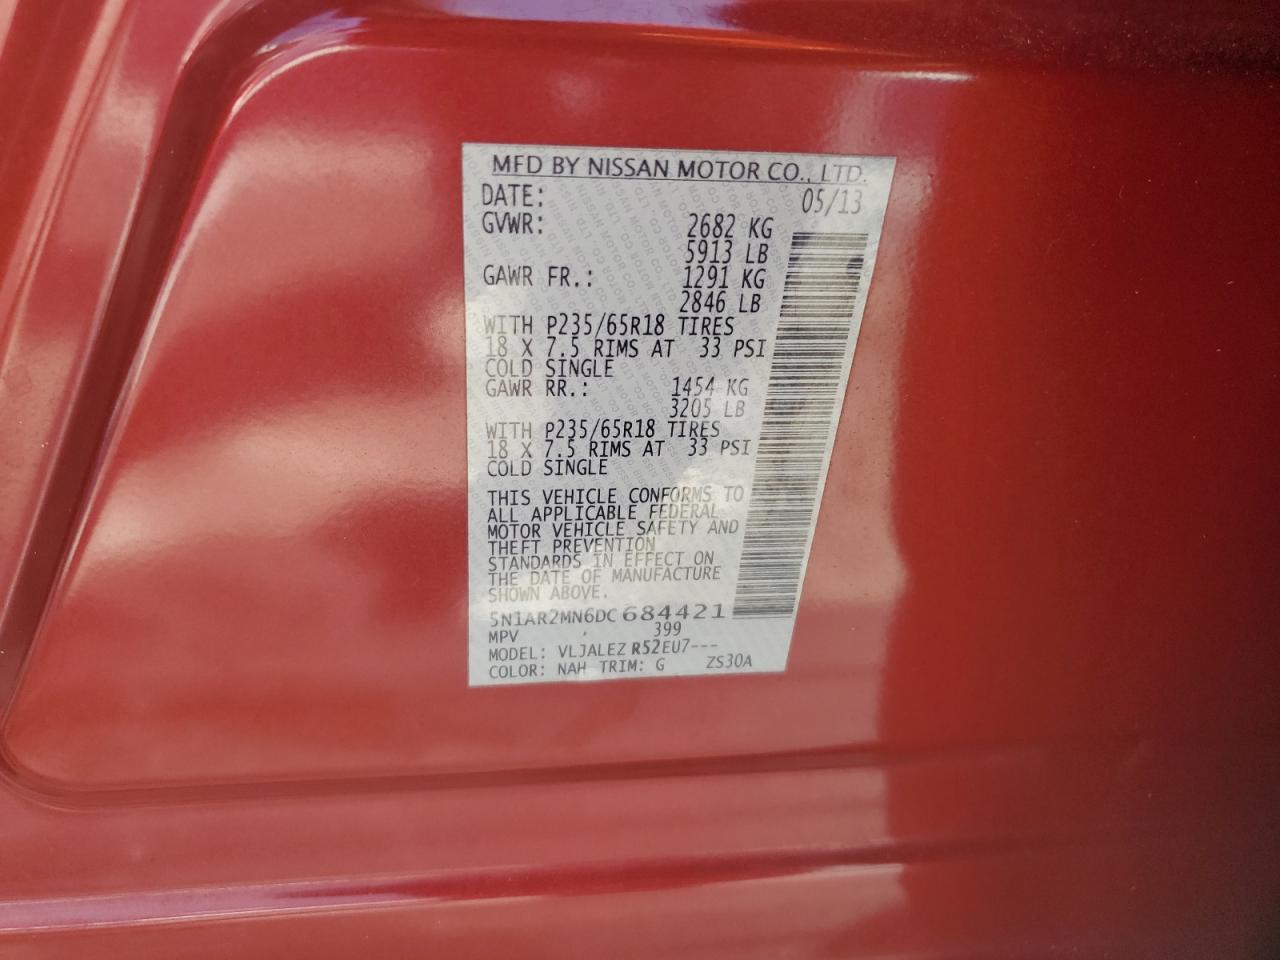 MFD BY NISSAN MOTOR CO., LTD.
DATE: 05/13
GVWR: 2682 KG
5913 LB
GAWR FR.: 1291 KG
2846 LB
WITH P235/65R18 TIRES
18 X 7.5 RIMS AT 33 PSI
COLD SINGLE
GAWR RR.: 1454 KG
3205 LB
WITH P235/65R18 TIRES
18 X 7.5 RIMS AT 33 PSI
COLD SINGLE
THIS VEHICLE CONFORMS TO
ALL APPLICABLE FEDERAL
MOTOR VEHICLE SAFETY AND
THEFT PREVENTION
STANDARDS IN EFFECT ON
THE DATE OF MANUFACTURE
SHOWN ABOVE.
5N1AR2MN6DC684421
MPV 399
MODEL: VLJALEZ R52EU7---
COLOR: NAH TRIM: G ZS30A